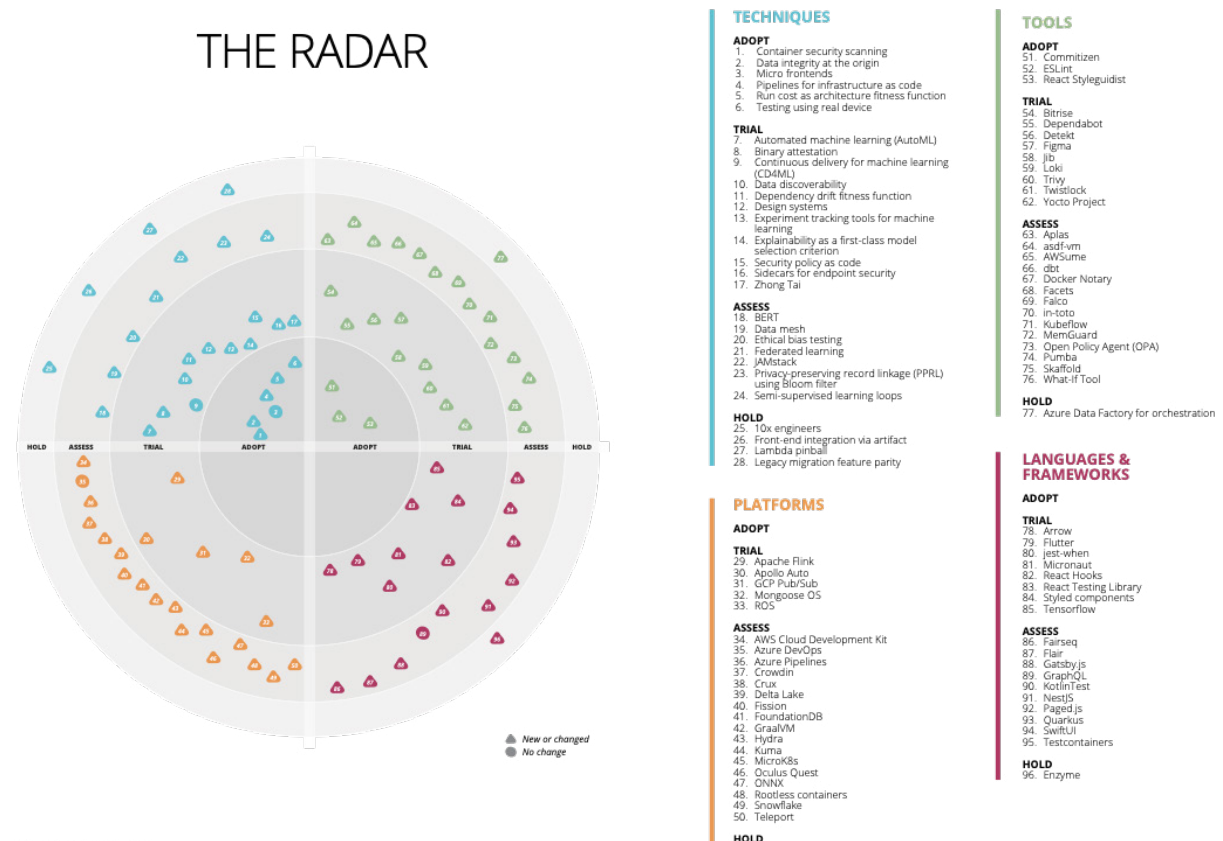 THE RADAR
HOLD ASSESS TRIAL ADOPT ADOPT TRIAL ASSESS HOLD
New or changed
No change
TECHNIQUES
ADOPT
1. Container security scanning
2. Data integrity at the origin
3. Micro frontends
4. Pipelines for infrastructure as code
5. Run cost as architecture fitness function
6. Testing using real device
TRIAL
7. Automated machine learning (AutoML)
8. Binary attestation
9. Continuous delivery for machine learning
(CD4ML)
10. Data discoverability
11. Dependency drift fitness function
12. Design systems
13. Experiment tracking tools for machine
learning
14. Explainability as a first-class model
selection criterion
15. Security policy as code
16. Sidecars for endpoint security
17. Zhong Tai
ASSESS
18. BERT
19. Data mesh
20. Ethical bias testing
21. Federated learning
22. JAMstack
23. Privacy-preserving record linkage (PPRL)
using Bloom filter
24. Semi-supervised learning loops
HOLD
25. 10x engineers
26. Front-end integration via artifact
27. Lambda pinball
28. Legacy migration feature parity
PLATFORMS
ADOPT
TRIAL
29. Apache Flink
30. Apollo Auto
31. GCP Pub/Sub
32. Mongoose OS
33. ROS
ASSESS
34. AWS Cloud Development Kit
35. Azure DevOps
36. Azure Pipelines
37. Crowdin
38. Crux
39. Delta Lake
40. Fission
41. FoundationDB
42. GraalVM
43. Hydra
44. Kuma
45. MicroK8s
46. Oculus Quest
47. ONNX
48. Rootless containers
49. Snowflake
50. Teleport
HOLD
TOOLS
ADOPT
51. Commitizen
52. ESLint
53. React Styleguidist
TRIAL
54. Bitrise
55. Dependabot
56. Detekt
57. Figma
58. Jib
59. Loki
60. Trivy
61. Twistlock
62. Yocto Project
ASSESS
63. Aplas
64. asdf-vm
65. AWSume
66. dbt
67. Docker Notary
68. Facets
69. Falco
70. in-toto
71. Kubeflow
72. MemGuard
73. Open Policy Agent (OPA)
74. Pumba
75. Skaffold
76. What-If Tool
HOLD
77. Azure Data Factory for orchestration
LANGUAGES &
FRAMEWORKS
ADOPT
TRIAL
78. Arrow
79. Flutter
80. jest-when
81. Micronaut
82. React Hooks
83. React Testing Library
84. Styled components
85. Tensorflow
ASSESS
86. Fairseq
87. Flair
88. Gatsby.js
89. GraphQL
90. KotlinTest
91. NestJS
92. Paged.js
93. Quarkus
94. SwiftUI
95. Testcontainers
HOLD
96. Enzyme